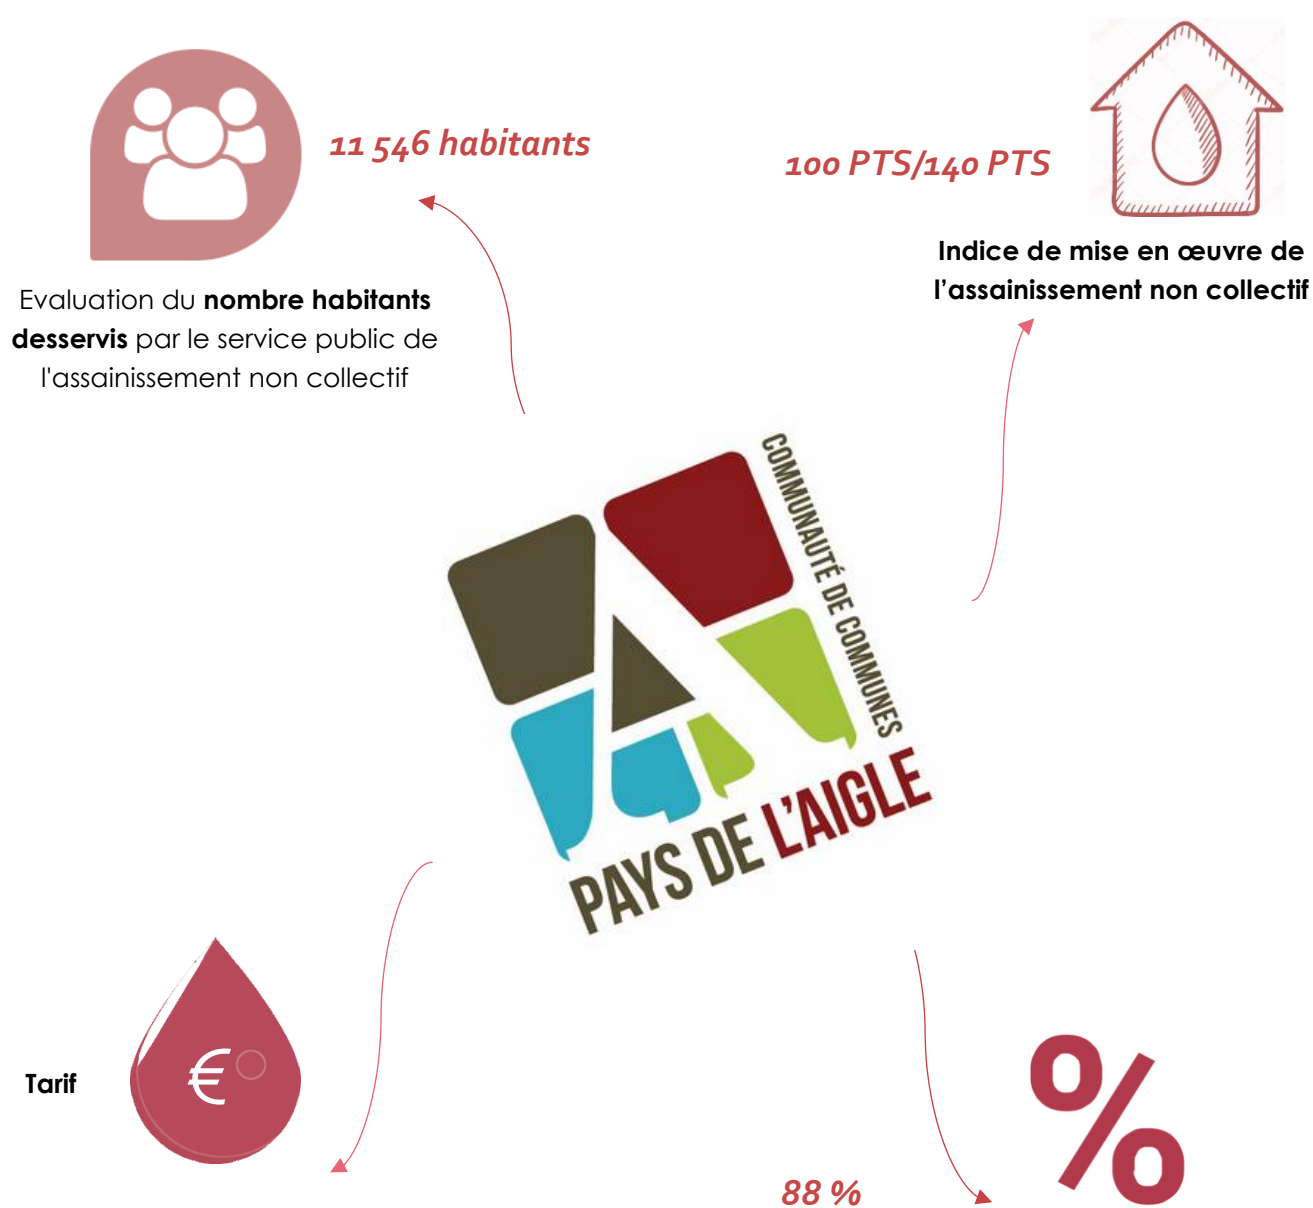 11 546 habitants
100 PTS/140 PTS
Indice de mise en œuvre de
l'assainissement non collectif
Evaluation du nombre habitants
desservis par le service public de
l'assainissement non collectif
COMMUNAUTÉ DE COMMUNES
PAYS DE L'AIGLE
Tarif
€
%
88 %